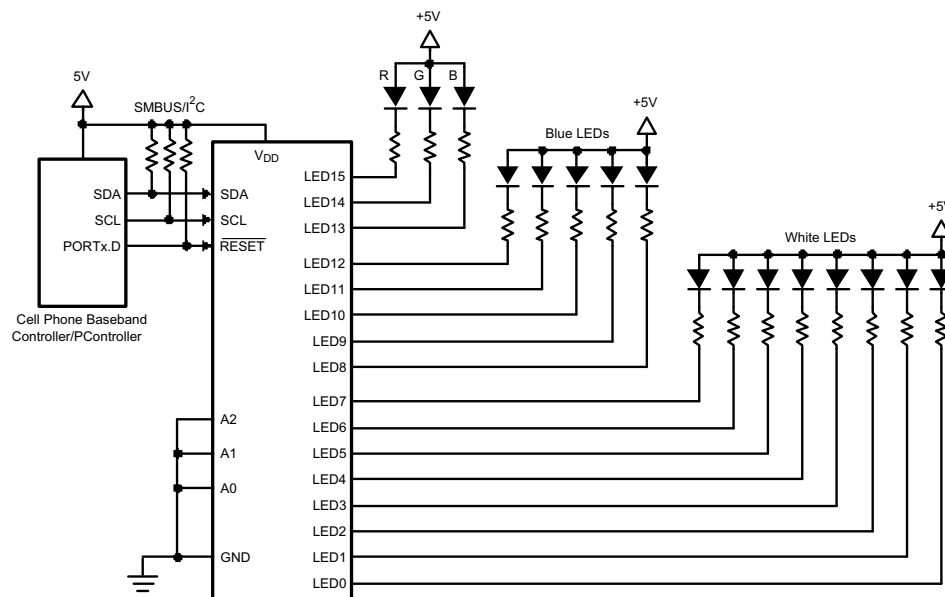 +5V
5V
SMBUS/I²C
R G B
+5V
Blue LEDs
V_DD
LED15
SDA SDA
LED14
SCL SCL
LED13
PORTx.D RESET
+5V
White LEDs
LED12
LED11
LED10
Cell Phone Baseband
Controller/PController
LED9
LED8
LED7
A2
LED6
A1
LED5
A0
LED4
LED3
LED2
GND
LED1
LED0